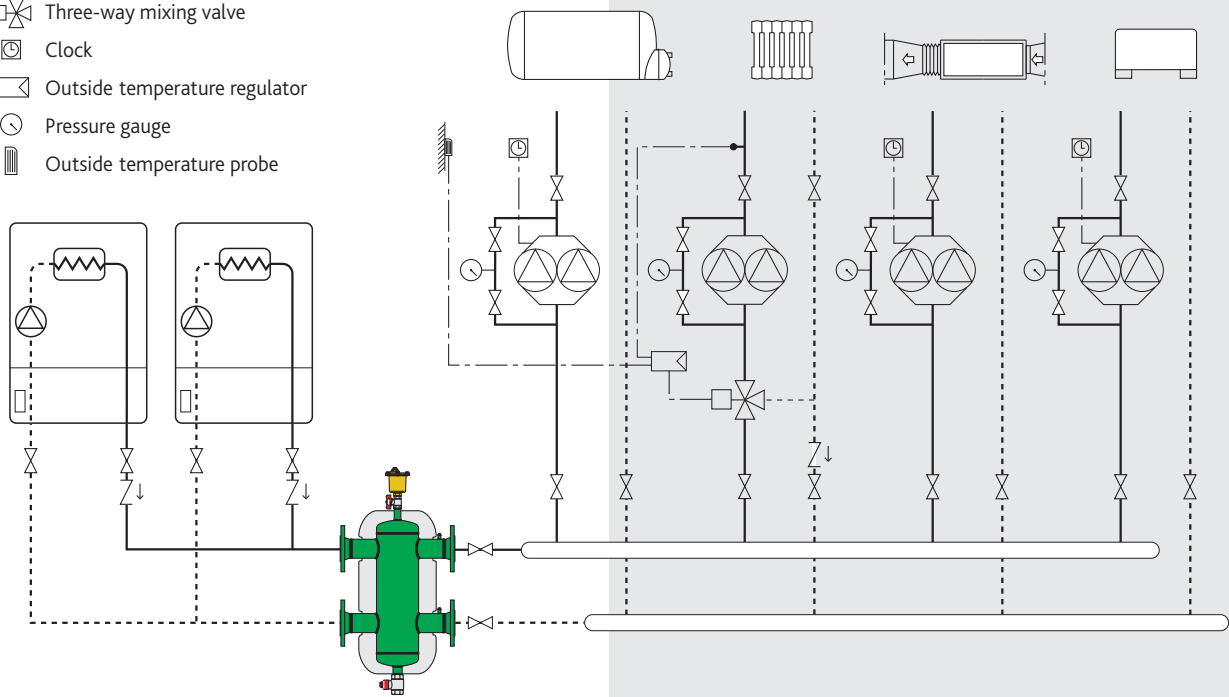 Three-way mixing valve
Clock
Outside temperature regulator
Pressure gauge
Outside temperature probe